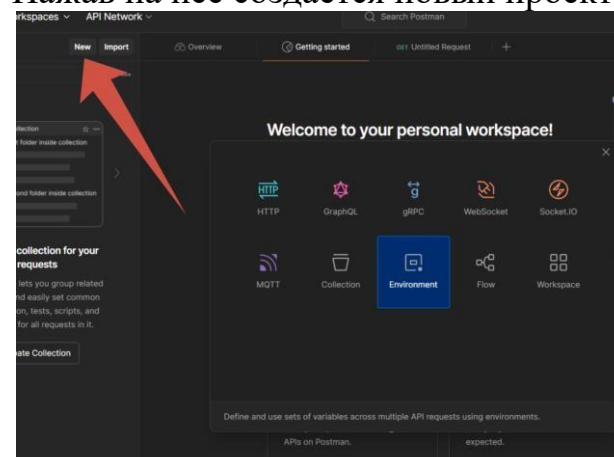 Нажав на нее создается новый проект
rkspaces API Network Search Postman
New Import Overview Getting started GET Untitled Request
Welcome to your personal workspace!
ollection
t folder inside collection
ond folder inside collection
HTTP GraphQL gRPC WebSocket Socket.IO
collection for your
requests
lets you group related
nd easily set common
on, tests, scripts, and
for all requests in it.
ate Collection
MQTT Collection Environment Flow Workspace
Define and use sets of variables across multiple API requests using environments.
APIs on Postman. expected.